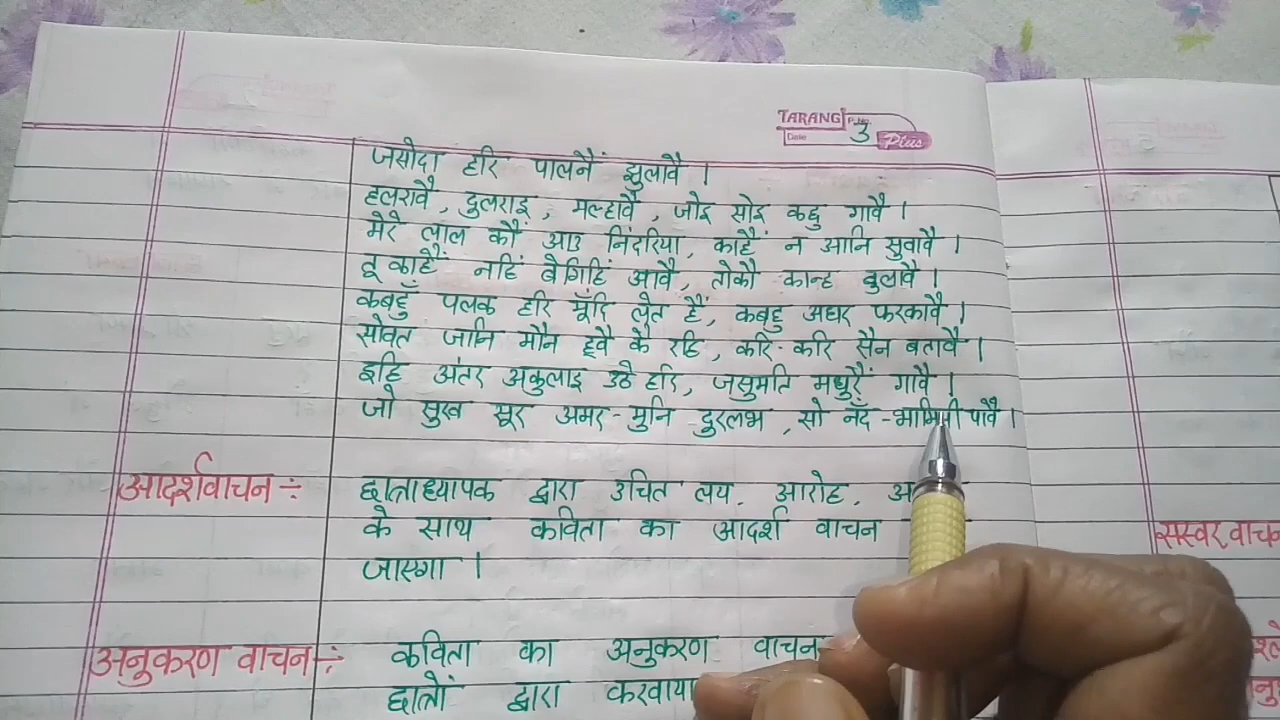 TARANG
P. No. 3
Date
Plus
जसोदा हरि पालनैं झुलावै ।
हलरावै, दुलराइ, मल्हावै, जोइ सोइ कछु गावै ।
मेरे लाल कौं आउ निंदरिया, काहैं न आनि सुवावै ।
तू काहैं नहिं बेगिहिं आवै, तोकौ कान्ह बुलावै ।
कबहुँ पलक हरि मूँदि लेत हैं, कबहु अधर फरकावै ।
सोवत जानि मौन ह्वै कै रहि, करि-करि सैन बतावै ।
इहि अंतर अकुलाइ उठे हरि, जसुमति मधुरैं गावै ।
जो सुख सूर अमर-मुनि दुरलभ, सो नँद-भामिनी पावै ।
आदर्शवाचन ÷ छात्राध्यापक द्वारा उचित लय, आरोह,
के साथ कविता का आदर्श वाचन
जाएगा ।
सस्वर वाचन
अनुकरण वाचन ÷ कविता का अनुकरण वाचन
छात्रों द्वारा करवाया